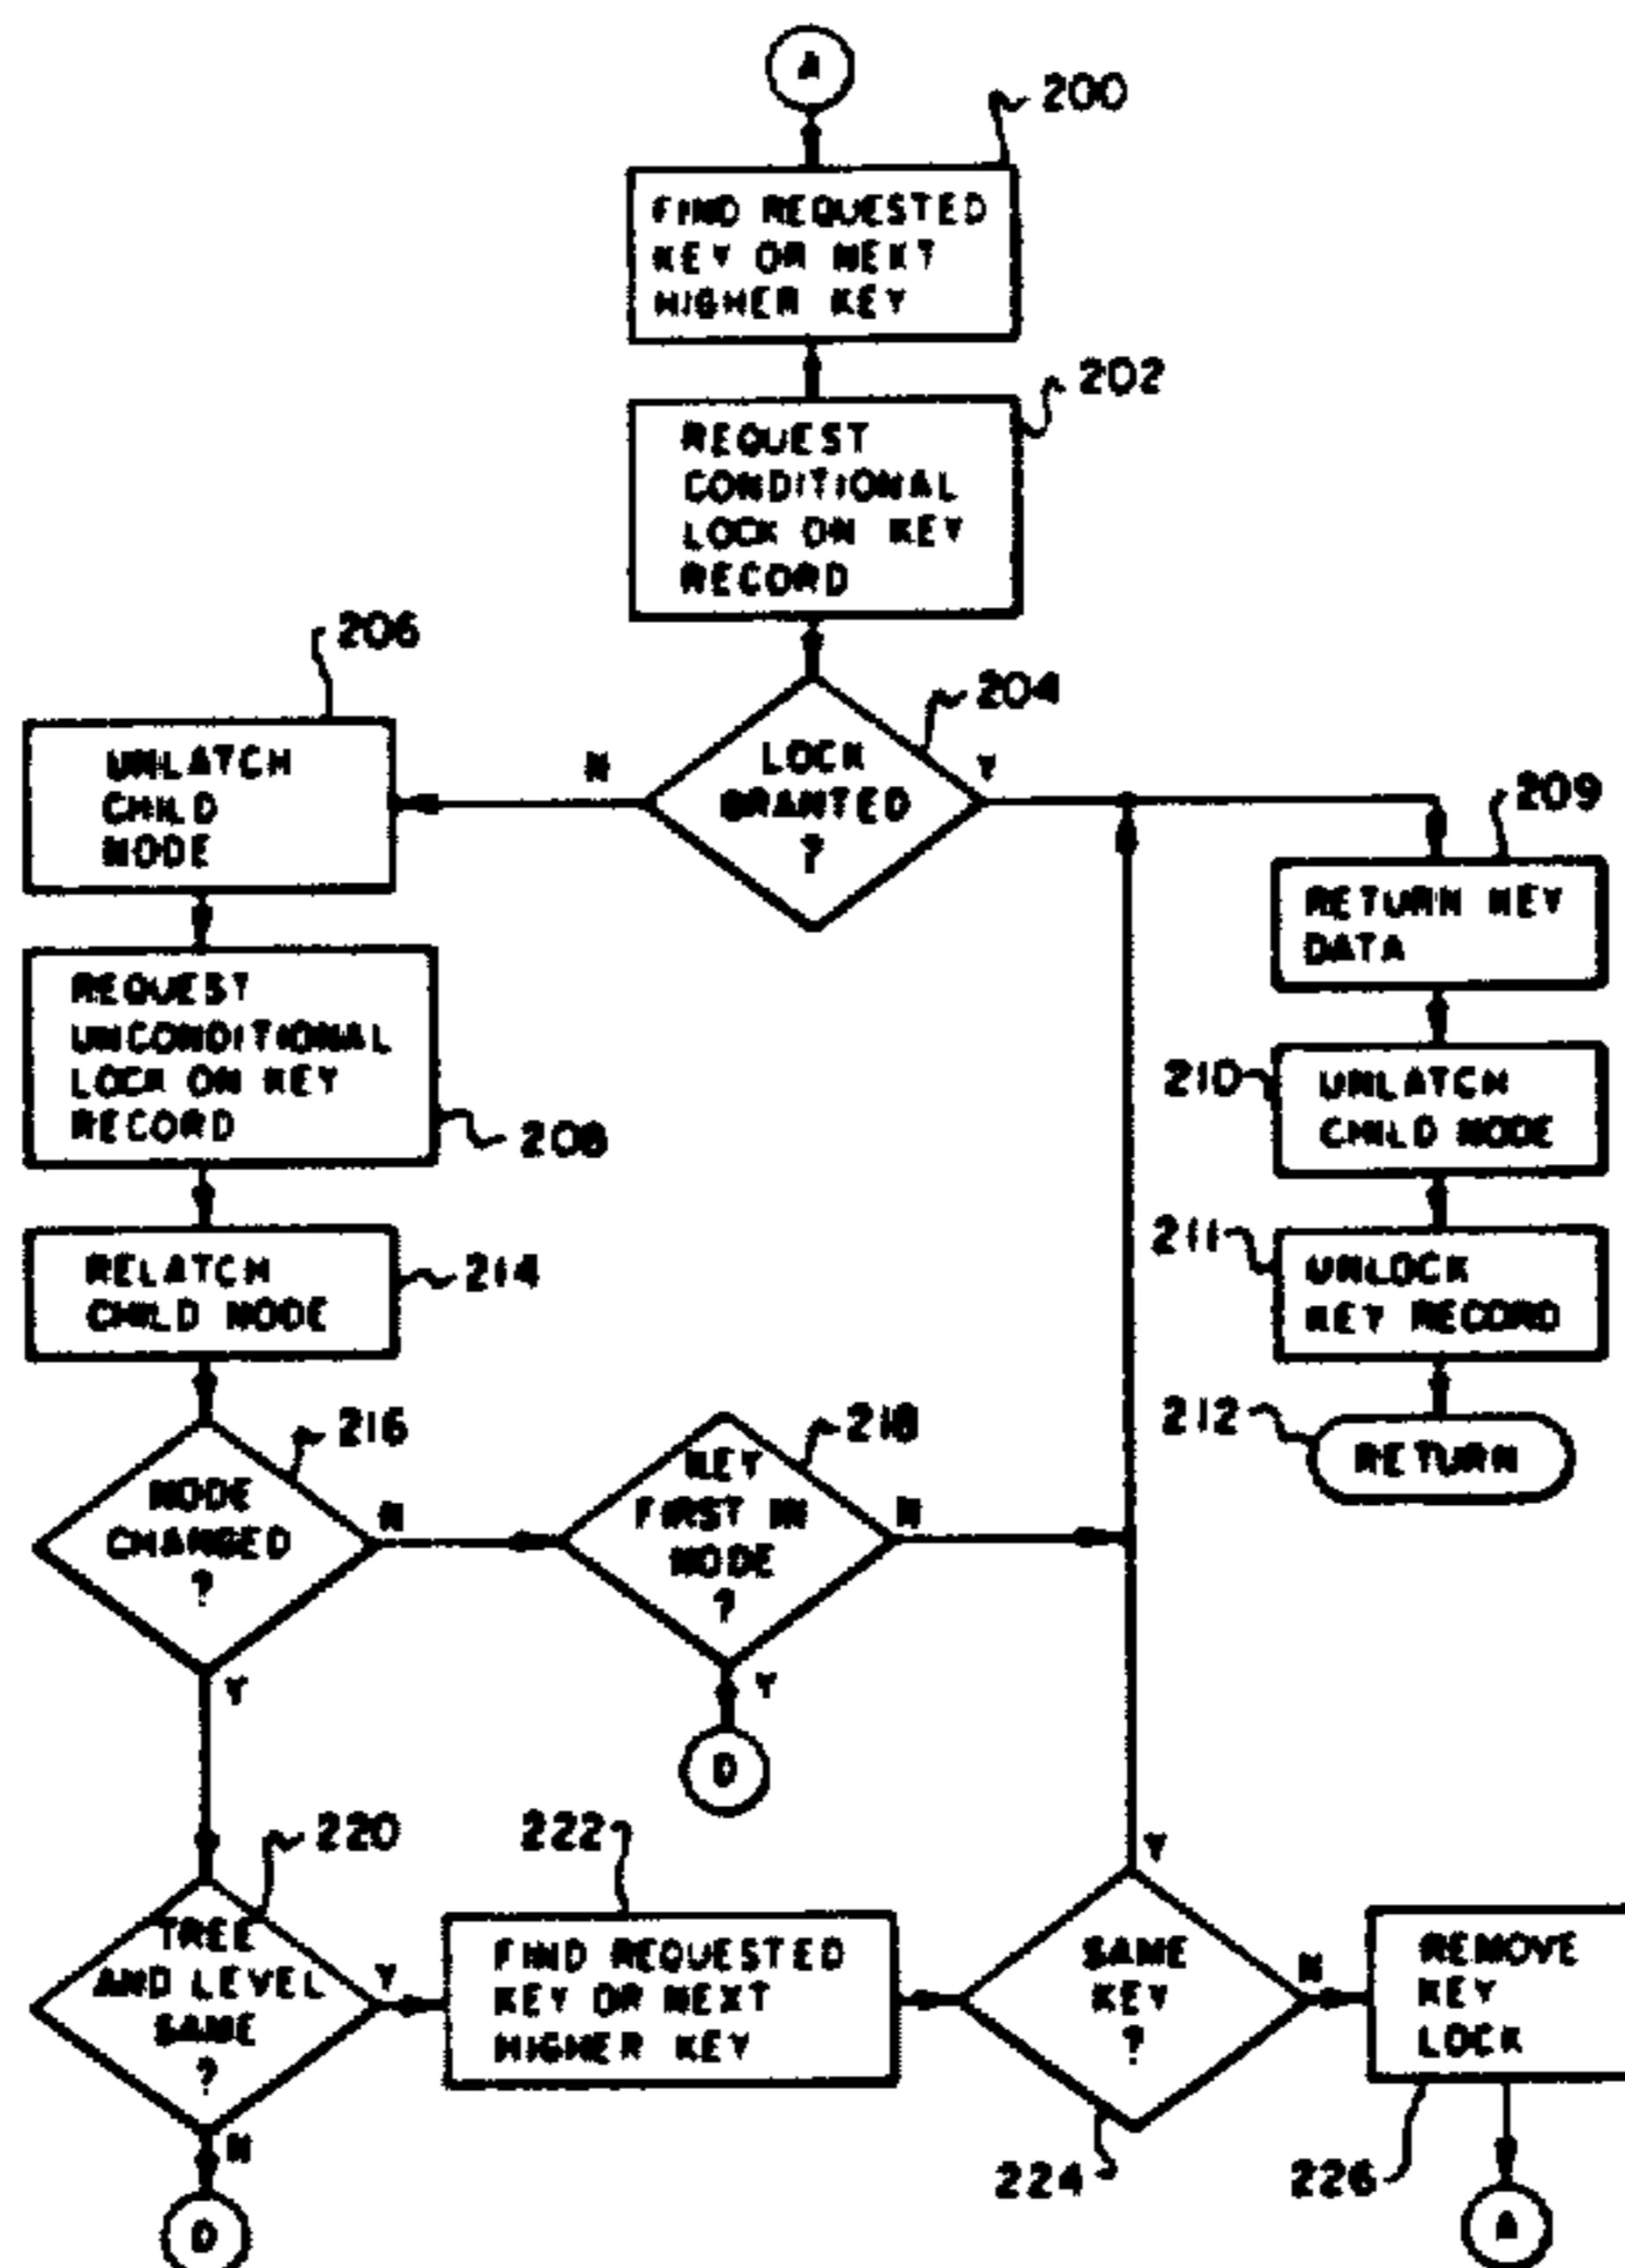 A
200
FIND REQUESTED
KEY OR NEXT
HIGHER KEY
202
REQUEST
CONDITIONAL
LOCK ON KEY
RECORD
206
204
UNLATCH
CHILD
NODE
N
LOCK
GRANTED
?
Y
209
RETURN KEY
DATA
REQUEST
UNCONDITIONAL
LOCK ON KEY
RECORD
208
210
UNLATCH
CHILD NODE
RELATCH
CHILD NODE
214
211
UNLOCK
KEY RECORD
216
NODE
CHANGED
?
N
Y
218
KEY
FIRST IN
NODE
?
N
Y
D
212
RETURN
220
TREE
AND LEVEL
SAME
?
Y
N
D
222
FIND REQUESTED
KEY OR NEXT
HIGHER KEY
Y
SAME
KEY
?
N
224
REMOVE
KEY
LOCK
226
A